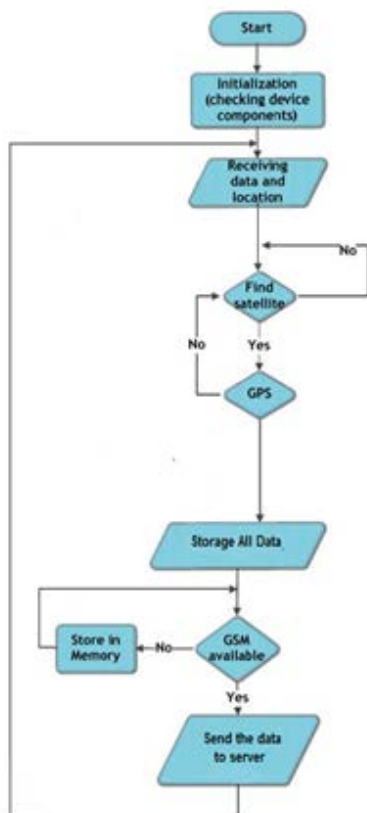 Start
Initialization
(checking device
components)
Receiving
data and
location
No
Find
satellite
No
Yes
GPS
Storage All Data
GSM
available
Store in
Memory
No
Yes
Send the data
to server